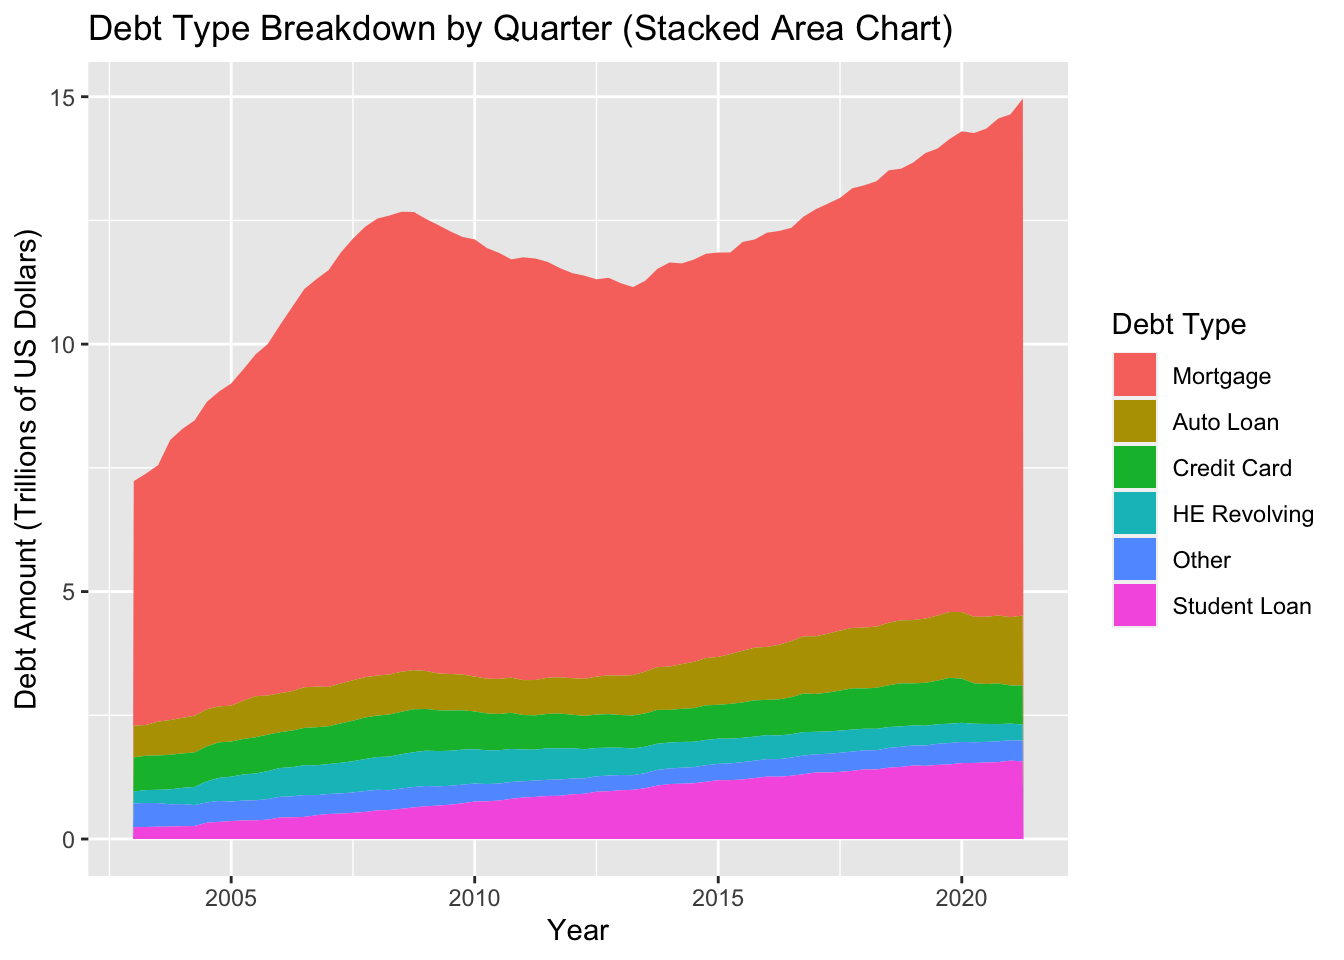 Debt Type Breakdown by Quarter (Stacked Area Chart)
Debt Amount (Trillions of US Dollars)
15
10
5
0
2005
2010
2015
2020
Year
Debt Type
Mortgage
Auto Loan
Credit Card
HE Revolving
Other
Student Loan